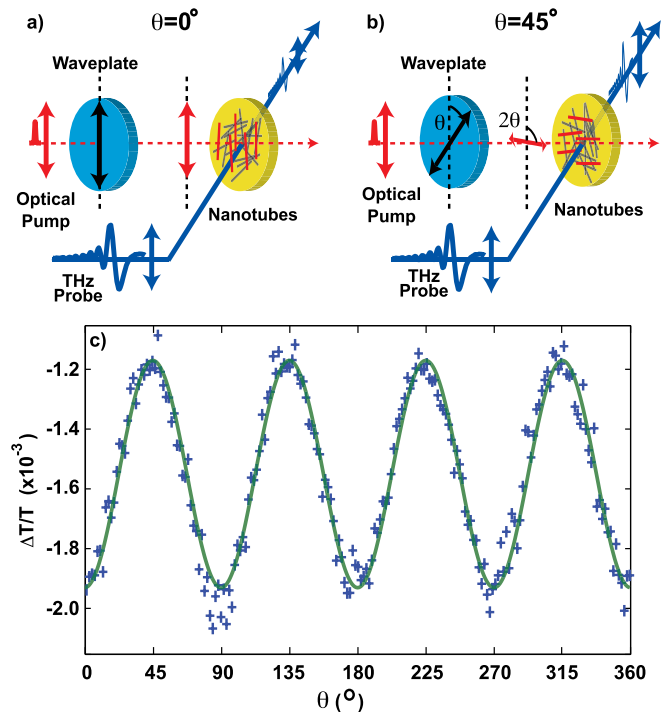 a)
θ=0°
Waveplate
Optical
Pump
Nanotubes
THz
Probe
b)
θ=45°
Waveplate
θ
2θ
Optical
Pump
Nanotubes
THz
Probe
c)
-1.2
-1.4
-1.6
-1.8
-2.0
ΔT/T (x10⁻³)
0 45 90 135 180 225 270 315 360
θ (°)